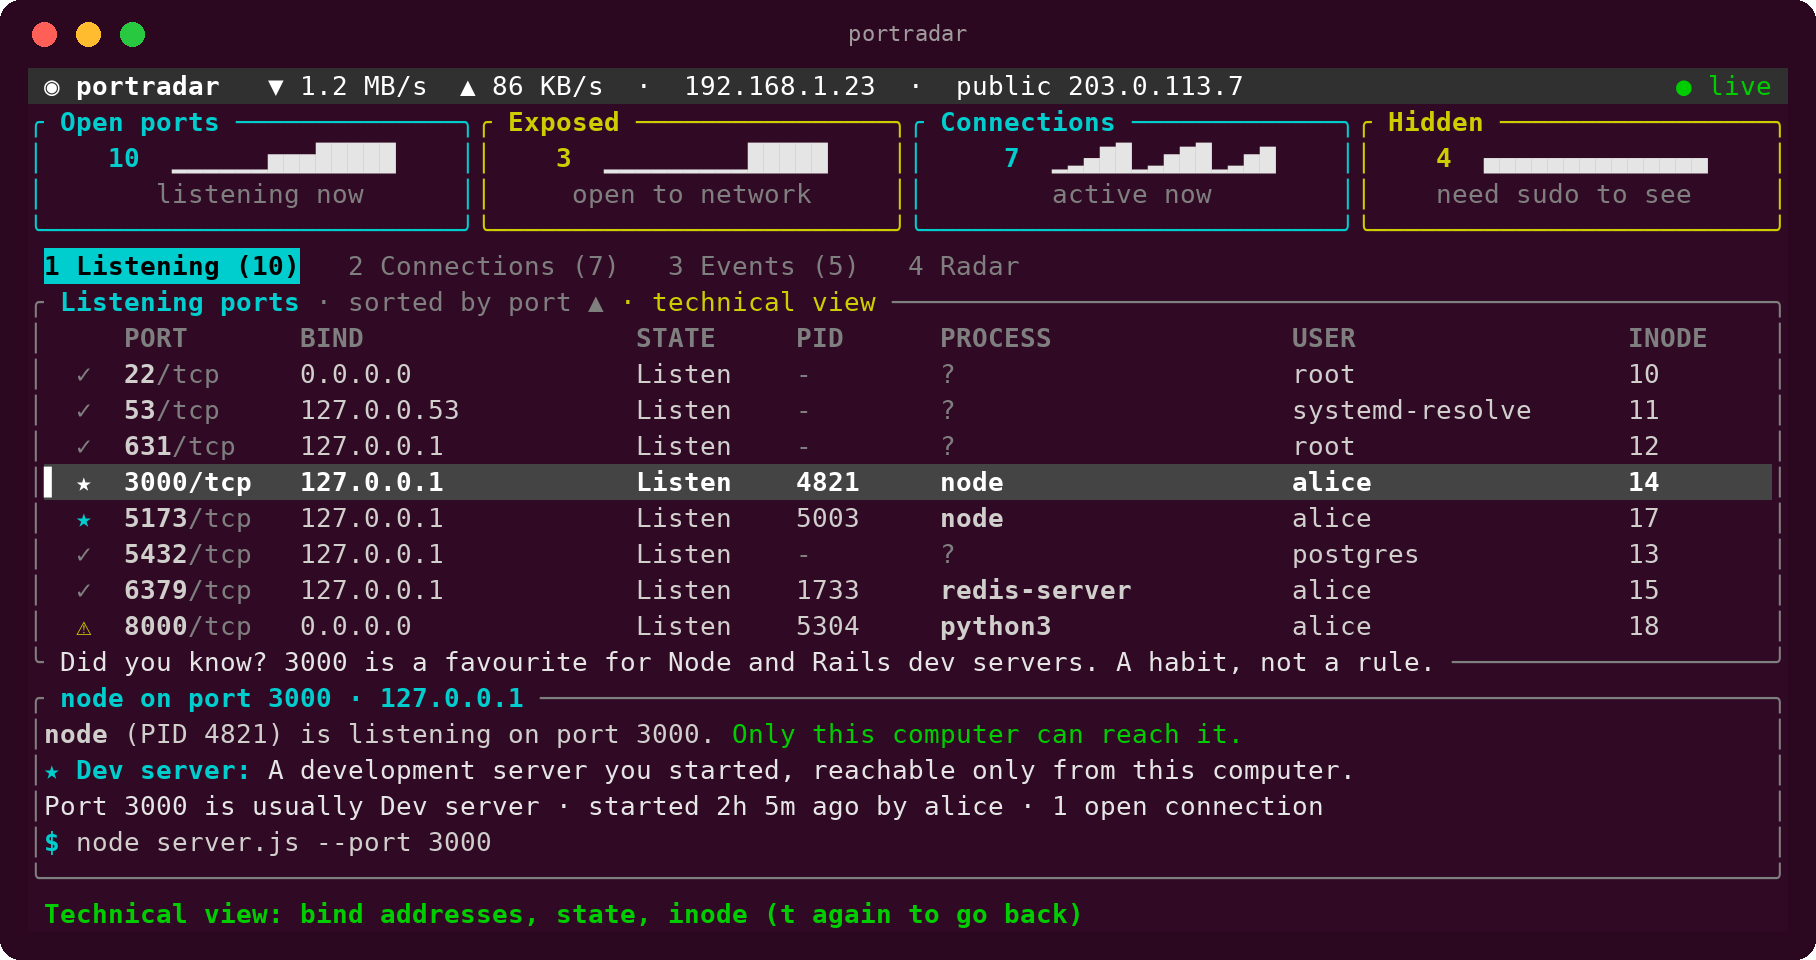 portradar
◉ portradar ▼ 1.2 MB/s ▲ 86 KB/s · 192.168.1.23 · public 203.0.113.7 ● live
Open ports Exposed Connections Hidden
10 3 7 4
listening now open to network active now need sudo to see
1 Listening (10) 2 Connections (7) 3 Events (5) 4 Radar
Listening ports · sorted by port ▲ · technical view
PORT BIND STATE PID PROCESS USER INODE
✓ 22/tcp 0.0.0.0 Listen - ? root 10
✓ 53/tcp 127.0.0.53 Listen - ? systemd-resolve 11
✓ 631/tcp 127.0.0.1 Listen - ? root 12
★ 3000/tcp 127.0.0.1 Listen 4821 node alice 14
★ 5173/tcp 127.0.0.1 Listen 5003 node alice 17
✓ 5432/tcp 127.0.0.1 Listen - ? postgres 13
✓ 6379/tcp 127.0.0.1 Listen 1733 redis-server alice 15
⚠ 8000/tcp 0.0.0.0 Listen 5304 python3 alice 18
Did you know? 3000 is a favourite for Node and Rails dev servers. A habit, not a rule.
node on port 3000 · 127.0.0.1
node (PID 4821) is listening on port 3000. Only this computer can reach it.
★ Dev server: A development server you started, reachable only from this computer.
Port 3000 is usually Dev server · started 2h 5m ago by alice · 1 open connection
$ node server.js --port 3000
Technical view: bind addresses, state, inode (t again to go back)